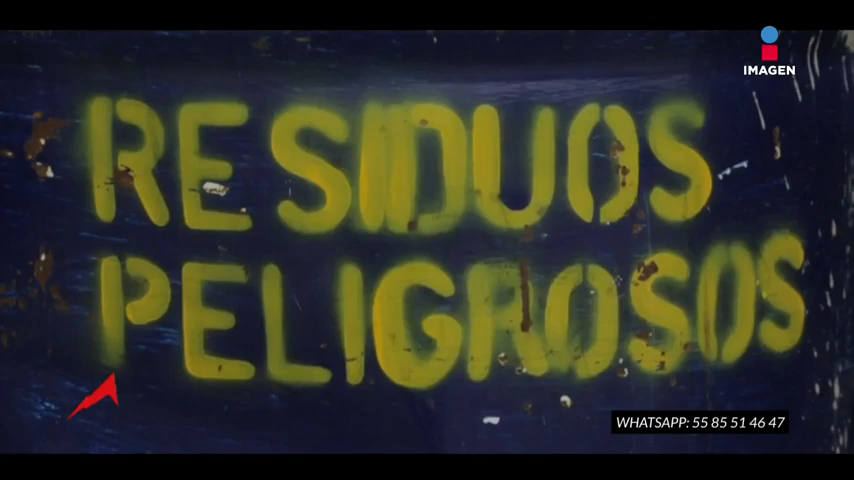 IMAGEN
RESIDUOS
PELIGROSOS
WHATSAPP: 55 85 51 46 47